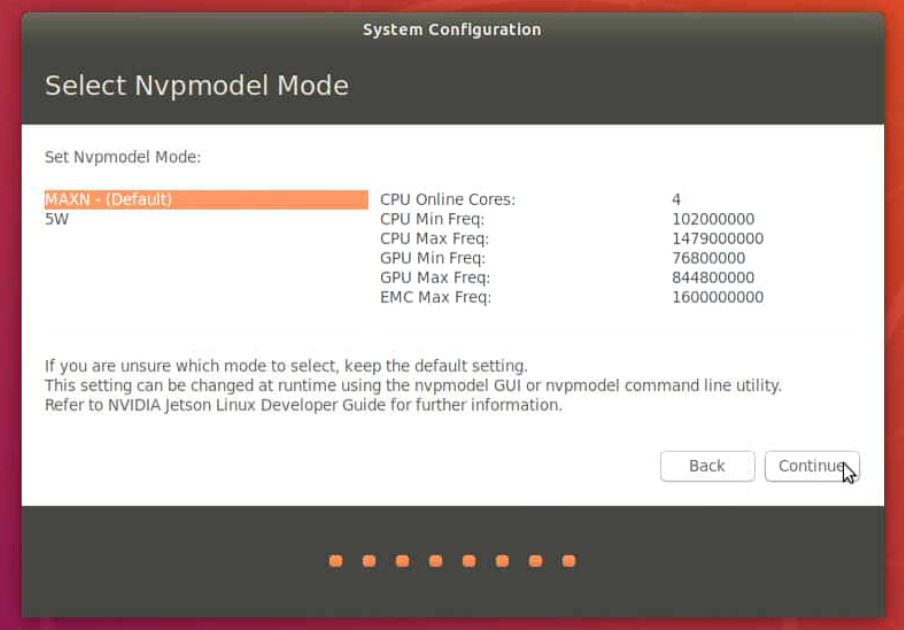 System Configuration
Select Nvpmodel Mode
Set Nvpmodel Mode:
MAXN - (Default)
5W
CPU Online Cores: 4
CPU Min Freq: 102000000
CPU Max Freq: 1479000000
GPU Min Freq: 76800000
GPU Max Freq: 844800000
EMC Max Freq: 1600000000
If you are unsure which mode to select, keep the default setting.
This setting can be changed at runtime using the nvpmodel GUI or nvpmodel command line utility.
Refer to NVIDIA Jetson Linux Developer Guide for further information.
Back Continue